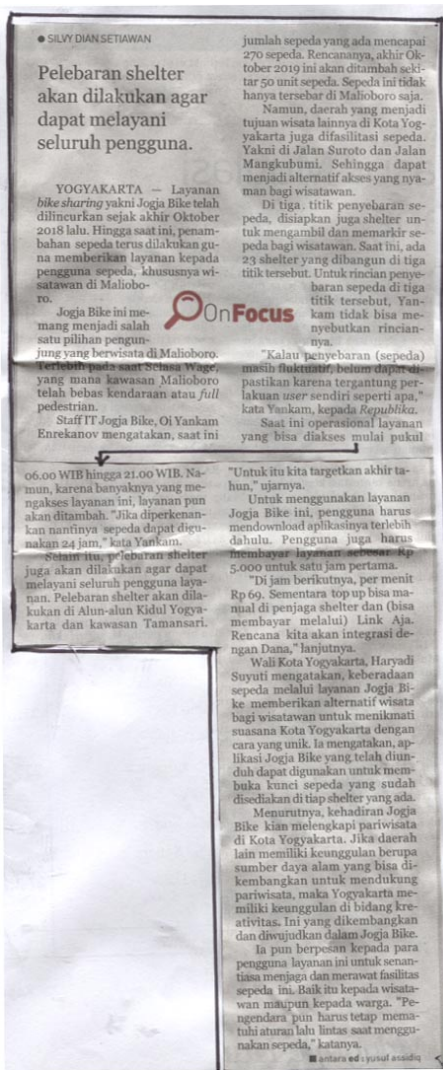 ● SILVY DIAN SETIAWAN
Pelebaran shelter
akan dilakukan agar
dapat melayani
seluruh pengguna.
YOGYAKARTA — Layanan
bike sharing yakni Jogja Bike telah
dilincurkan sejak akhir Oktober
2018 lalu. Hingga saat ini, penam-
bahan sepeda terus dilakukan gu-
na memberikan layanan kepada
pengguna sepeda, khususnya wi-
satawan di Maliobo-
ro.
Jogja Bike ini me-
mang menjadi salah
satu pilihan pengun-
jung yang berwisata di Malioboro.
Terlebih pada saat Selasa Wage,
yang mana kawasan Malioboro
telah bebas kendaraan atau full
pedestrian.
Staff IT Jogja Bike, Oi Yankam
Enrekanov mengatakan, saat ini
jumlah sepeda yang ada mencapai
270 sepeda. Rencananya, akhir Ok-
tober 2019 ini akan ditambah seki-
tar 50 unit sepeda. Sepeda ini tidak
hanya tersebar di Malioboro saja.
Namun, daerah yang menjadi
tujuan wisata lainnya di Kota Yog-
yakarta juga difasilitasi sepeda.
Yakni di Jalan Suroto dan Jalan
Mangkubumi. Sehingga dapat
menjadi alternatif akses yang nya-
man bagi wisatawan.
Di tiga titik penyebaran se-
peda, disiapkan juga shelter un-
tuk mengambil dan memarkir se-
peda bagi wisatawan. Saat ini, ada
23 shelter yang dibangun di tiga
titik tersebut. Untuk rincian penye-
baran sepeda di tiga
titik tersebut, Yan-
kam tidak bisa me-
nyebutkan rincian-
nya.
OnFocus
"Kalau penyebaran (sepeda)
masih fluktuatif, belum dapat di-
pastikan karena tergantung per-
lakuan user sendiri seperti apa,"
kata Yankam, kepada Republika.
Saat ini operasional layanan
yang bisa diakses mulai pukul
06.00 WIB hingga 21.00 WIB. Na-
mun, karena banyaknya yang me-
ngakses layanan ini, layanan pun
akan ditambah. "Jika diperkenan-
kan nantinya sepeda dapat digu-
nakan 24 jam," kata Yankam.
Selain itu, pelebaran shelter
juga akan dilakukan agar dapat
melayani seluruh pengguna laya-
nan. Pelebaran shelter akan dila-
kukan di Alun-alun Kidul Yogya-
karta dan kawasan Tamansari.
"Untuk itu kita targetkan akhir ta-
hun," ujarnya.
Untuk menggunakan layanan
Jogja Bike ini, pengguna harus
mendownload aplikasinya terlebih
dahulu. Pengguna juga harus
membayar layanan sebesar Rp
5.000 untuk satu jam pertama.
"Di jam berikutnya, per menit
Rp 69. Sementara top up bisa ma-
nual di penjaga shelter dan (bisa
membayar melalui) Link Aja.
Rencana kita akan integrasi de-
ngan Dana," lanjutnya.
Wali Kota Yogyakarta, Haryadi
Suyuti mengatakan, keberadaan
sepeda melalui layanan Jogja Bi-
ke memberikan alternatif wisata
bagi wisatawan untuk menikmati
suasana Kota Yogyakarta dengan
cara yang unik. Ia mengatakan, ap-
likasi Jogja Bike yang telah diun-
duh dapat digunakan untuk mem-
buka kunci sepeda yang sudah
disediakan di tiap shelter yang ada.
Menurutnya, kehadiran Jogja
Bike kian melengkapi pariwisata
di Kota Yogyakarta. Jika daerah
lain memiliki keunggulan berupa
sumber daya alam yang bisa di-
kembangkan untuk mendukung
pariwisata, maka Yogyakarta me-
miliki keunggulan di bidang kre-
ativitas. Ini yang dikembangkan
dan diwujudkan dalam Jogja Bike.
Ia pun berpesan kepada para
pengguna layanan ini untuk senan-
tiasa menjaga dan merawat fasilitas
sepeda ini. Baik itu kepada wisata-
wan maupun kepada warga. "Pe-
ngendara pun harus tetap mema-
tuhi aturan lalu lintas saat menggu-
nakan sepeda," katanya.
■ antara ed : yusuf assidiq